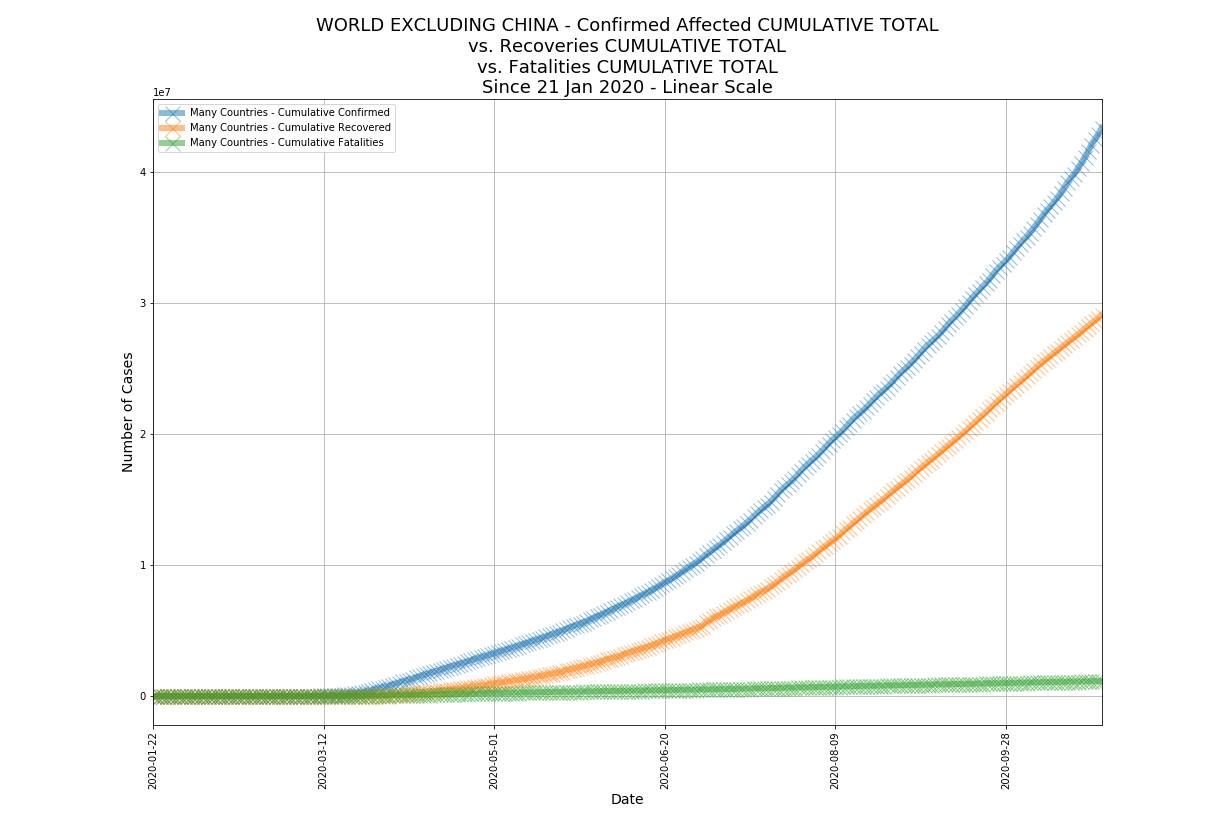 WORLD EXCLUDING CHINA - Confirmed Affected CUMULATIVE TOTAL
vs. Recoveries CUMULATIVE TOTAL
vs. Fatalities CUMULATIVE TOTAL
Since 21 Jan 2020 - Linear Scale
1e7
Many Countries - Cumulative Confirmed
Many Countries - Cumulative Recovered
Many Countries - Cumulative Fatalities
4
3
2
1
0
Number of Cases
2020-01-22
2020-03-12
2020-05-01
2020-06-20
2020-08-09
2020-09-28
Date